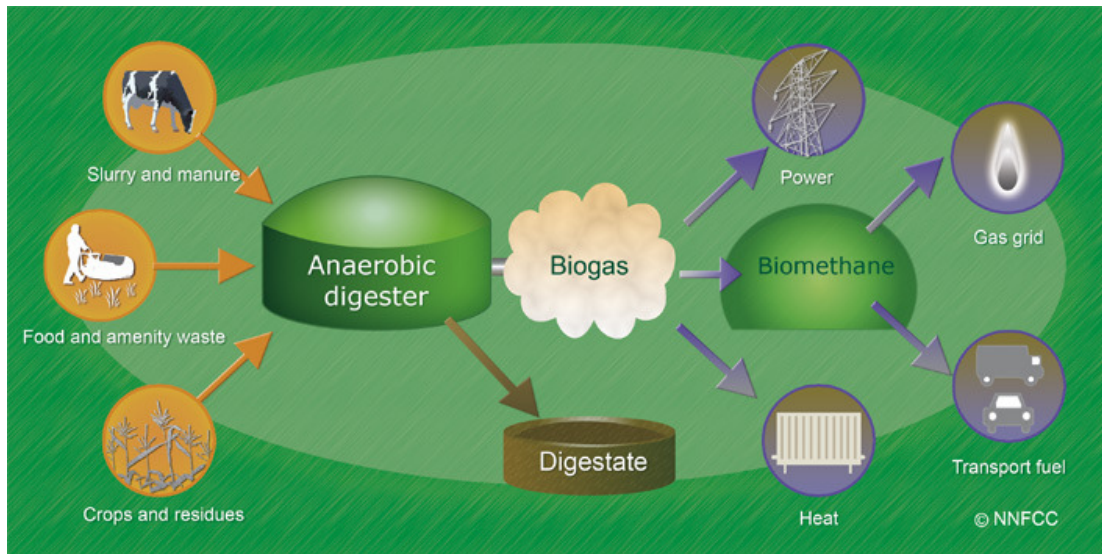 Slurry and manure
Food and amenity waste
Crops and residues
Anaerobic
digester
Biogas
Digestate
Power
Biomethane
Heat
Gas grid
Transport fuel
© NNFCC